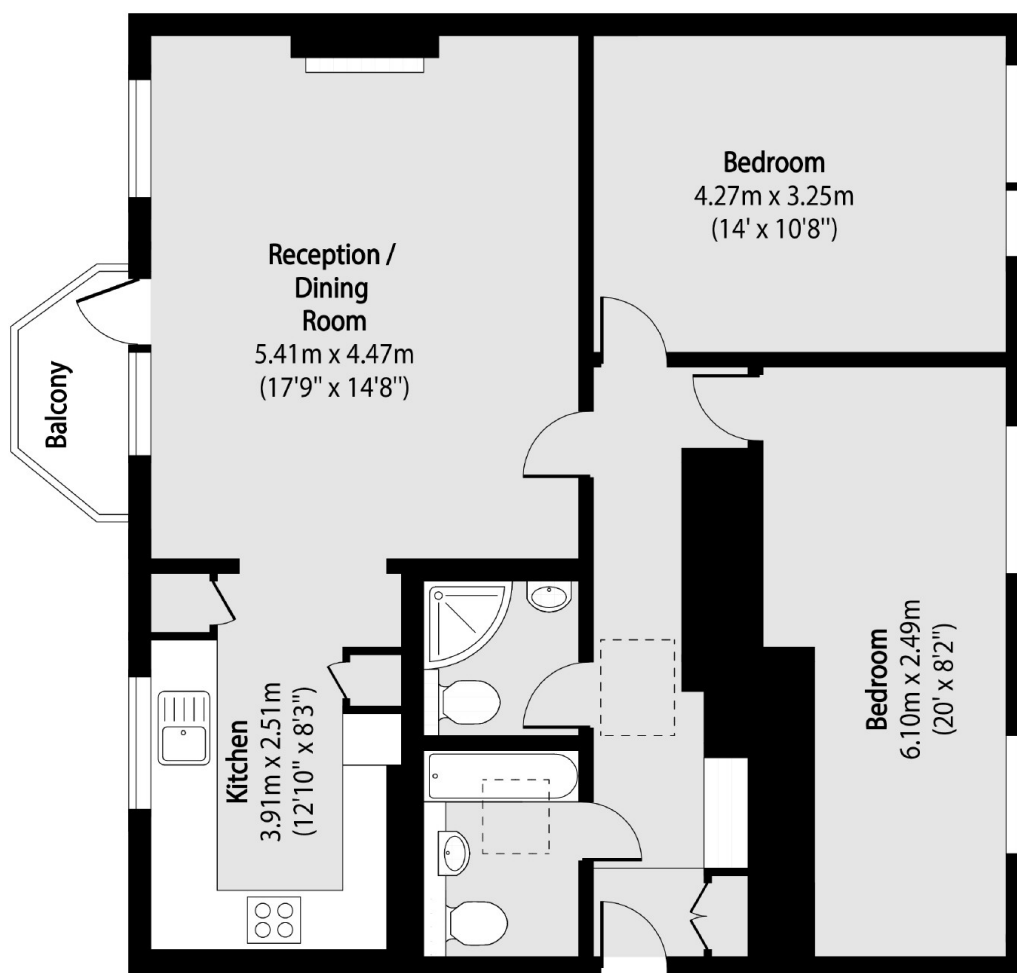 Bedroom
4.27m x 3.25m
(14' x 10'8")
Reception /
Dining
Room
5.41m x 4.47m
(17'9" x 14'8")
Balcony
Kitchen
3.91m x 2.51m
(12'10" x 8'3")
Bedroom
6.10m x 2.49m
(20' x 8'2")